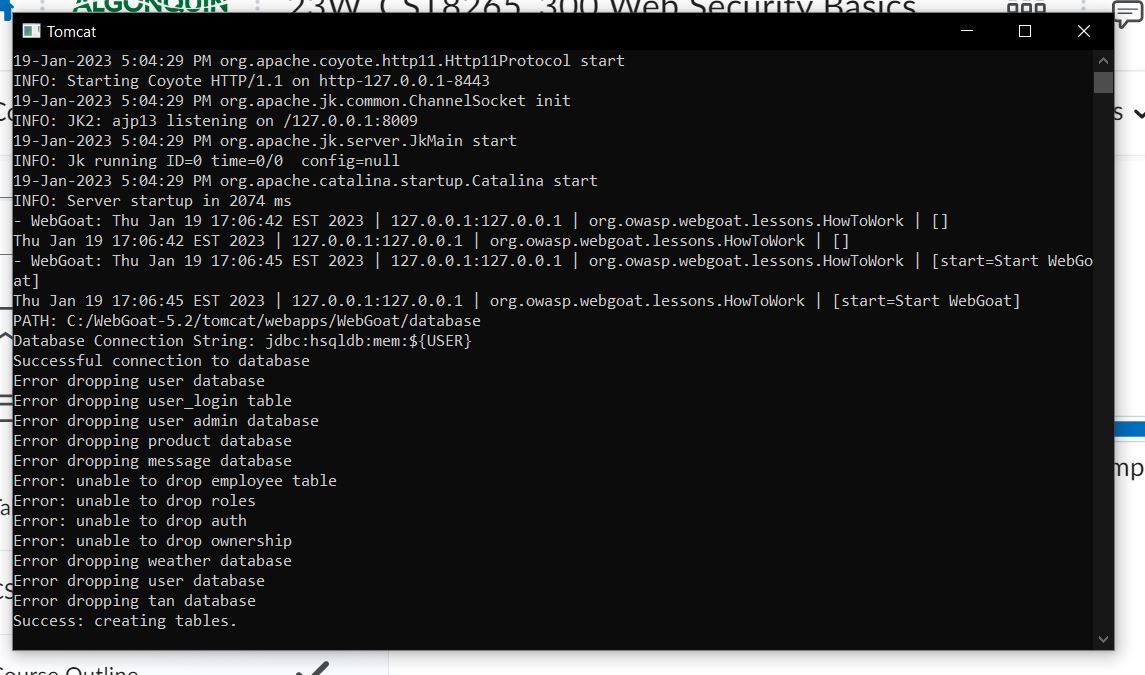 ALGONQUIN
23W_CST8265_300 Web Security Basics
Tomcat
19-Jan-2023 5:04:29 PM org.apache.coyote.http11.Http11Protocol start
INFO: Starting Coyote HTTP/1.1 on http-127.0.0.1-8443
19-Jan-2023 5:04:29 PM org.apache.jk.common.ChannelSocket init
INFO: JK2: ajp13 listening on /127.0.0.1:8009
19-Jan-2023 5:04:29 PM org.apache.jk.server.JkMain start
INFO: Jk running ID=0 time=0/0  config=null
19-Jan-2023 5:04:29 PM org.apache.catalina.startup.Catalina start
INFO: Server startup in 2074 ms
- WebGoat: Thu Jan 19 17:06:42 EST 2023 | 127.0.0.1:127.0.0.1 | org.owasp.webgoat.lessons.HowToWork | []
Thu Jan 19 17:06:42 EST 2023 | 127.0.0.1:127.0.0.1 | org.owasp.webgoat.lessons.HowToWork | []
- WebGoat: Thu Jan 19 17:06:45 EST 2023 | 127.0.0.1:127.0.0.1 | org.owasp.webgoat.lessons.HowToWork | [start=Start WebGo
at]
Thu Jan 19 17:06:45 EST 2023 | 127.0.0.1:127.0.0.1 | org.owasp.webgoat.lessons.HowToWork | [start=Start WebGoat]
PATH: C:/WebGoat-5.2/tomcat/webapps/WebGoat/database
Database Connection String: jdbc:hsqldb:mem:${USER}
Successful connection to database
Error dropping user database
Error dropping user_login table
Error dropping user admin database
Error dropping product database
Error dropping message database
Error: unable to drop employee table
Error: unable to drop roles
Error: unable to drop auth
Error: unable to drop ownership
Error dropping weather database
Error dropping user database
Error dropping tan database
Success: creating tables.
Course Outline